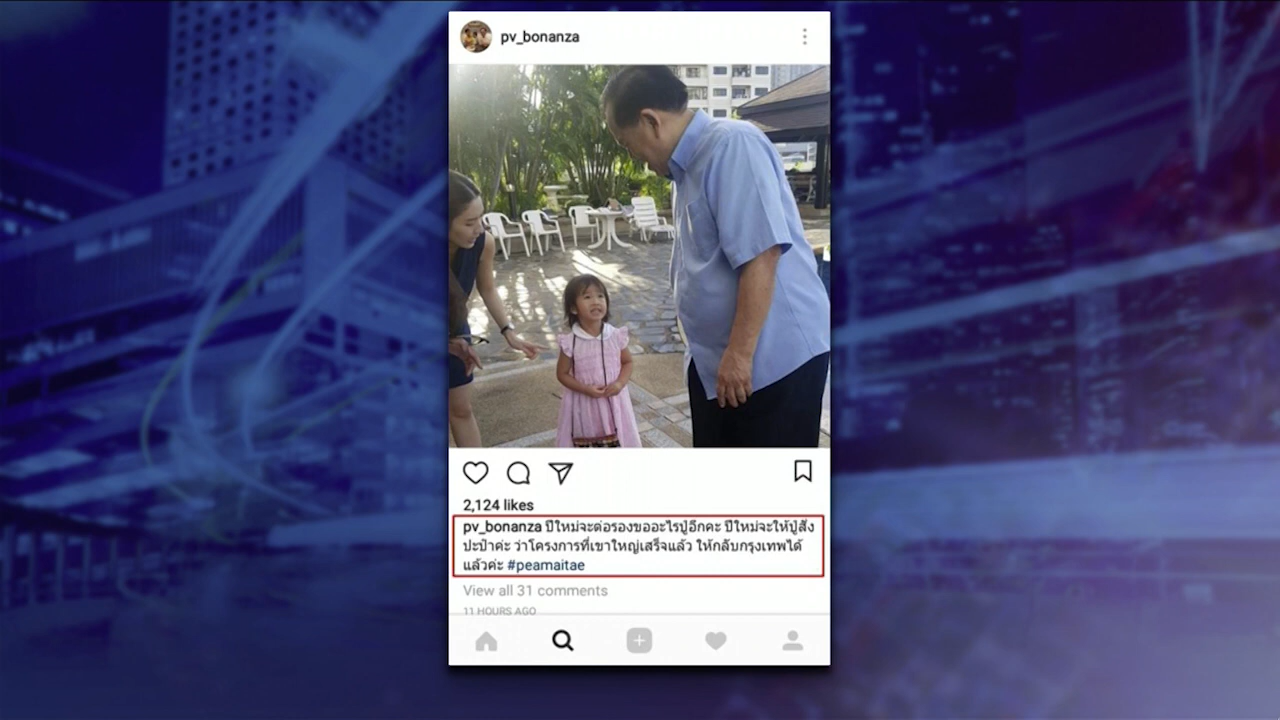 pv_bonanza
2,124 likes
pv_bonanza ปีใหม่จะต่อรองขออะไรปู่อีกคะ ปีใหม่จะให้ปู่สั่ง
ปะป๋าค่ะ ว่าโครงการที่เขาใหญ่เสร็จแล้ว ให้กลับกรุงเทพได้
แล้วค่ะ #peamaitae
View all 31 comments
11 HOURS AGO